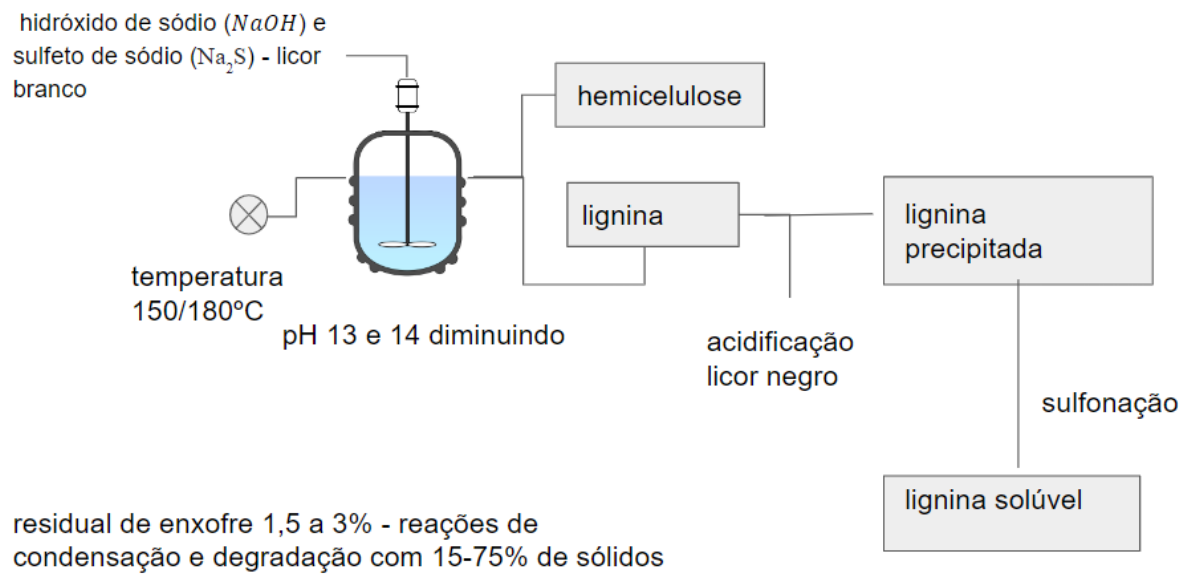 hidróxido de sódio (NaOH) e
sulfeto de sódio (Na₂S) - licor
branco
hemicelulose
lignina
lignina
precipitada
temperatura
150/180ºC
pH 13 e 14 diminuindo
acidificação
licor negro
sulfonação
lignina solúvel
residual de enxofre 1,5 a 3% - reações de
condensação e degradação com 15-75% de sólidos